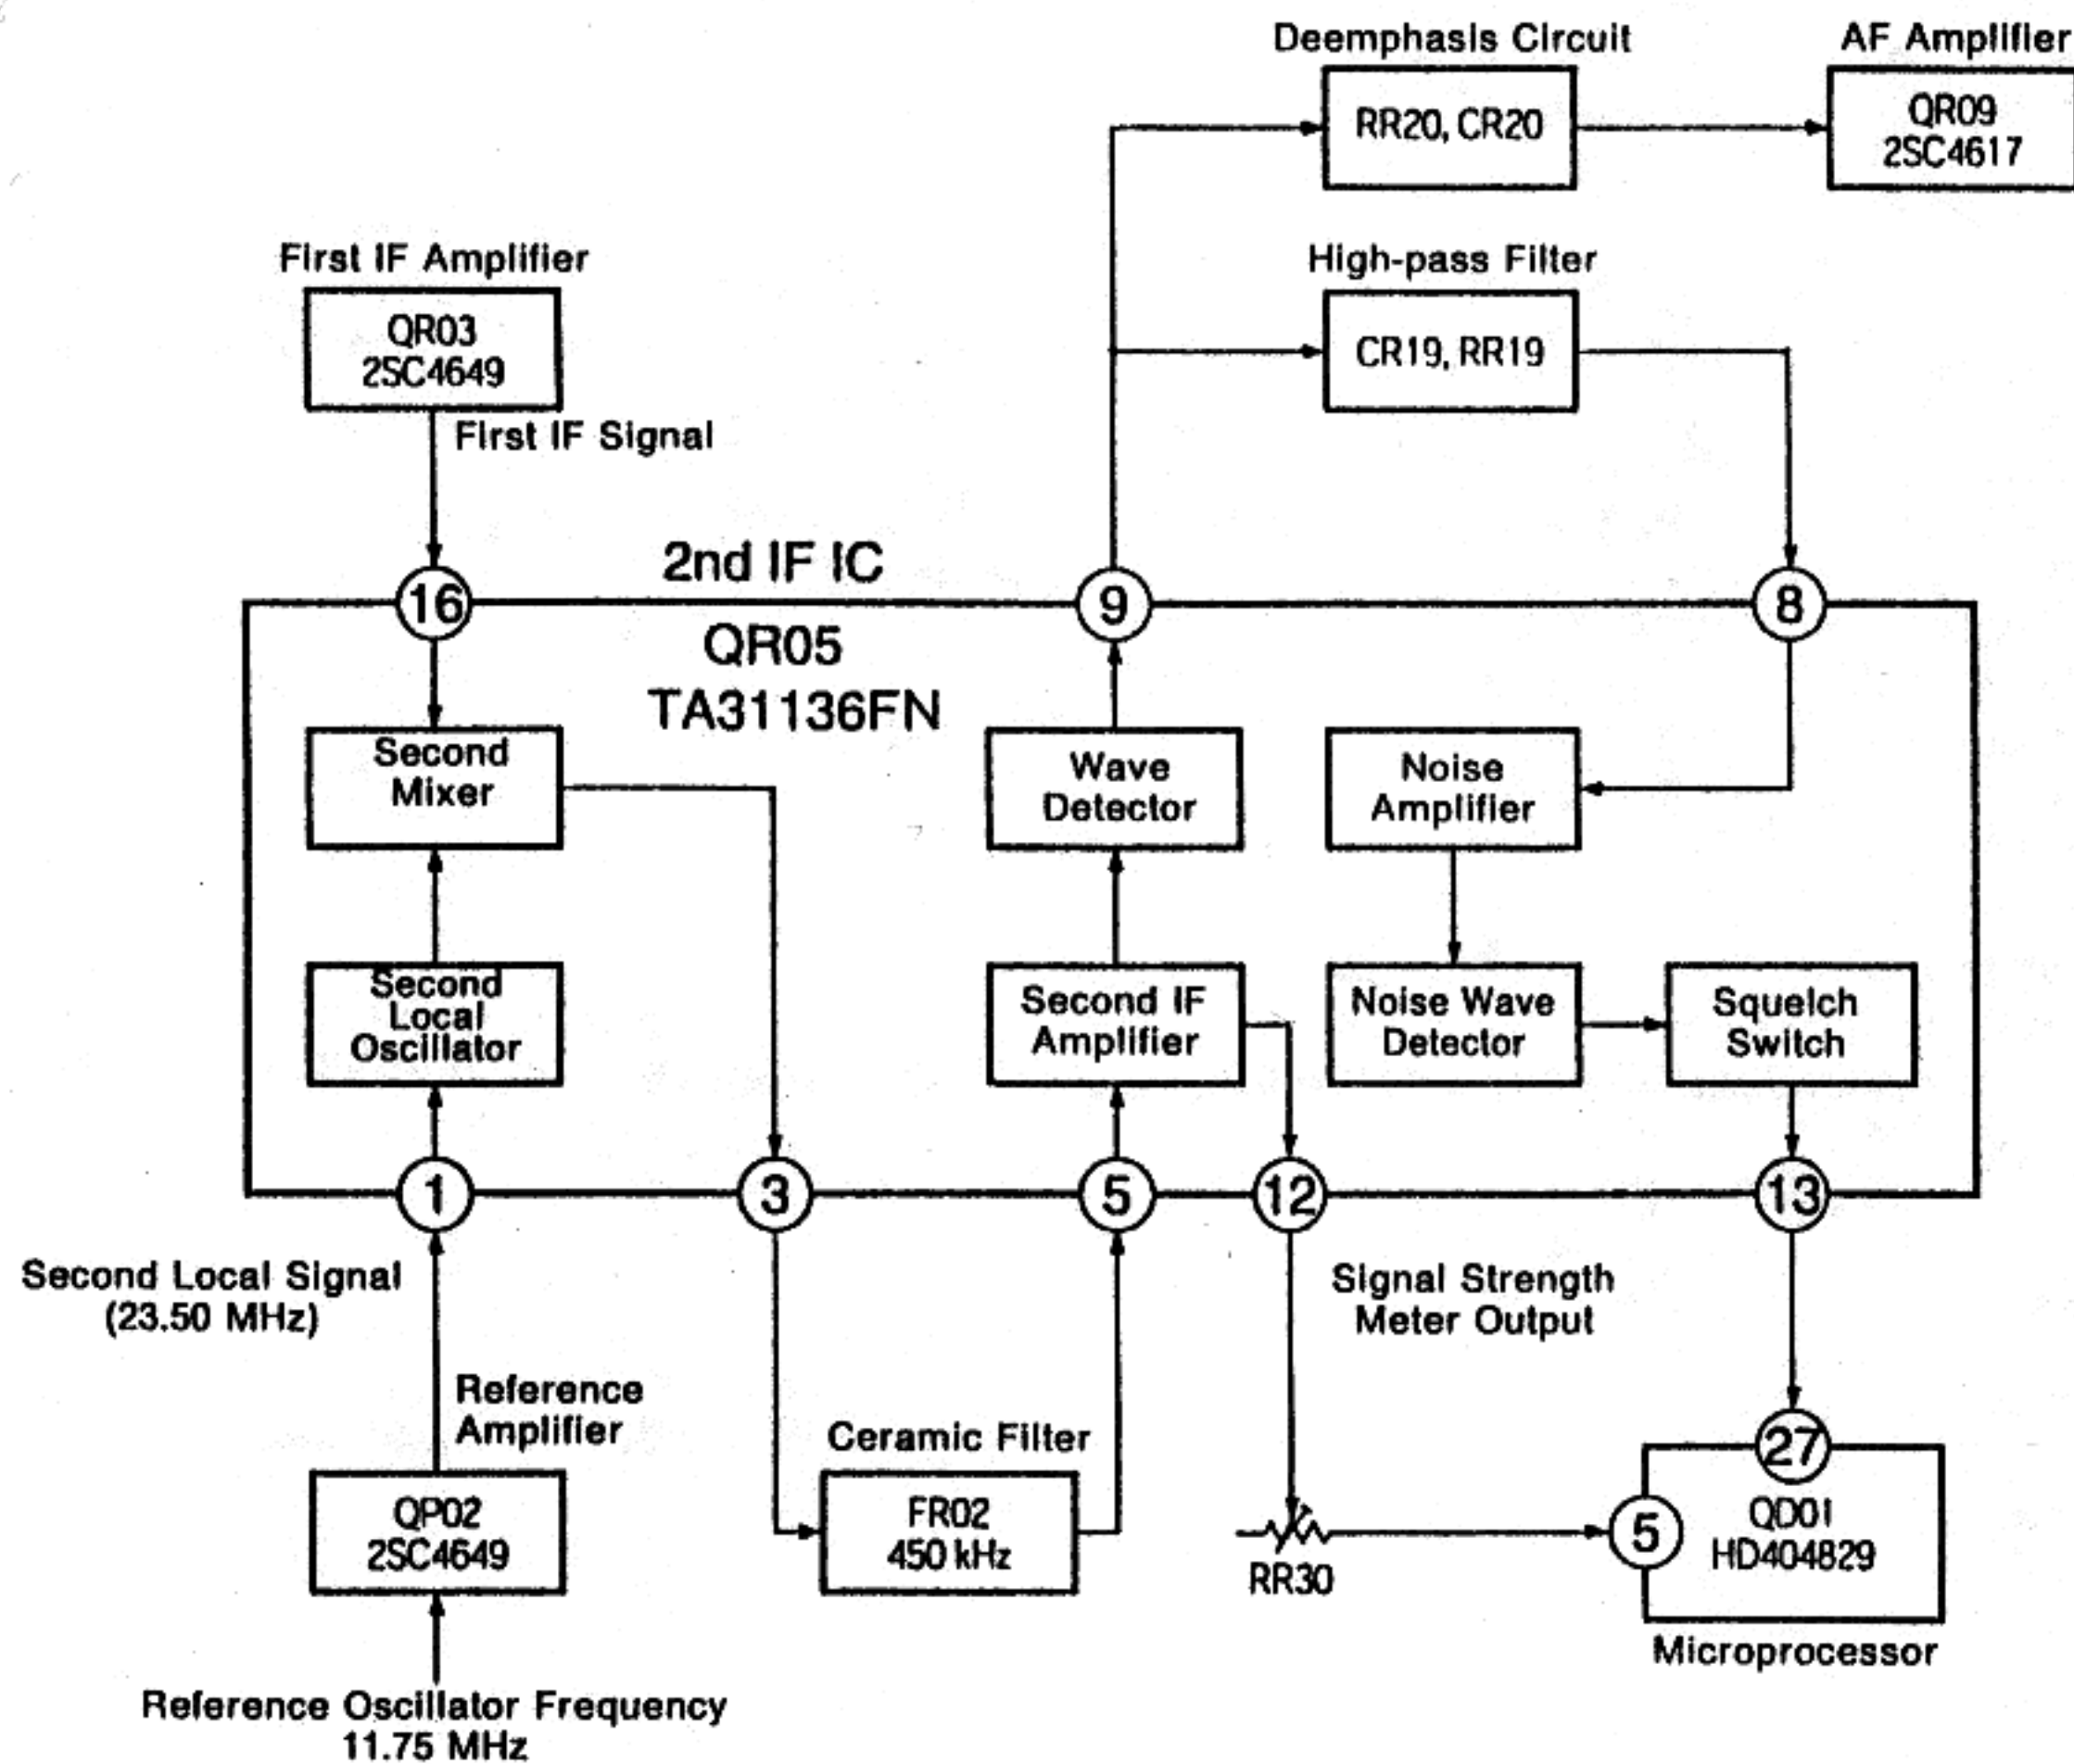 Deemphasis Circuit
AF Amplifier
RR20, CR20
QR09
2SC4617
First IF Amplifier
High-pass Filter
QR03
2SC4649
CR19, RR19
First IF Signal
2nd IF IC
16
9
8
QR05
TA31136FN
Second
Mixer
Wave
Detector
Noise
Amplifier
Second
Local
Oscillator
Second IF
Amplifier
Noise Wave
Detector
Squelch
Switch
1
3
5
12
13
Second Local Signal
(23.50 MHz)
Signal Strength
Meter Output
Reference
Amplifier
Ceramic Filter
27
QP02
2SC4649
FR02
450 kHz
RR30
5
QD01
HD404829
Microprocessor
Reference Oscillator Frequency
11.75 MHz